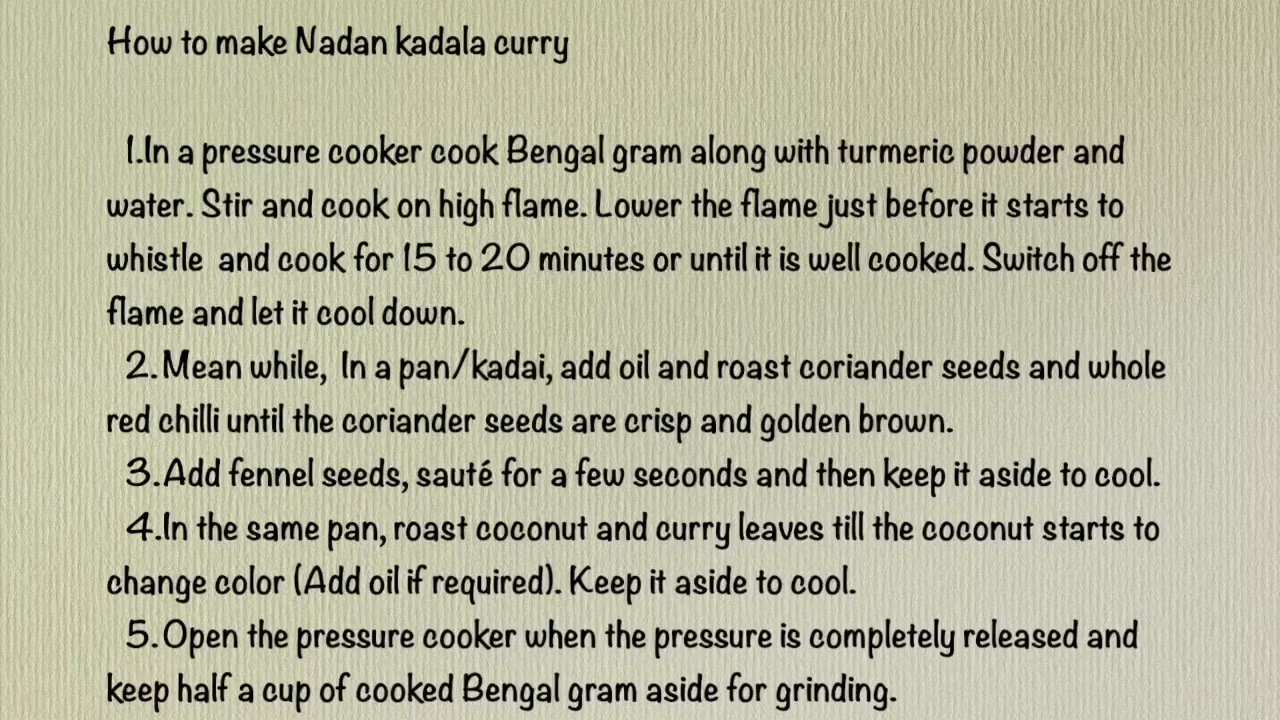 How to make Nadan kadala curry
1.In a pressure cooker cook Bengal gram along with turmeric powder and
water. Stir and cook on high flame. Lower the flame just before it starts to
whistle and cook for 15 to 20 minutes or until it is well cooked. Switch off the
flame and let it cool down.
2.Mean while, In a pan/kadai, add oil and roast coriander seeds and whole
red chilli until the coriander seeds are crisp and golden brown.
3.Add fennel seeds, sauté for a few seconds and then keep it aside to cool.
4.In the same pan, roast coconut and curry leaves till the coconut starts to
change color (Add oil if required). Keep it aside to cool.
5.Open the pressure cooker when the pressure is completely released and
keep half a cup of cooked Bengal gram aside for grinding.